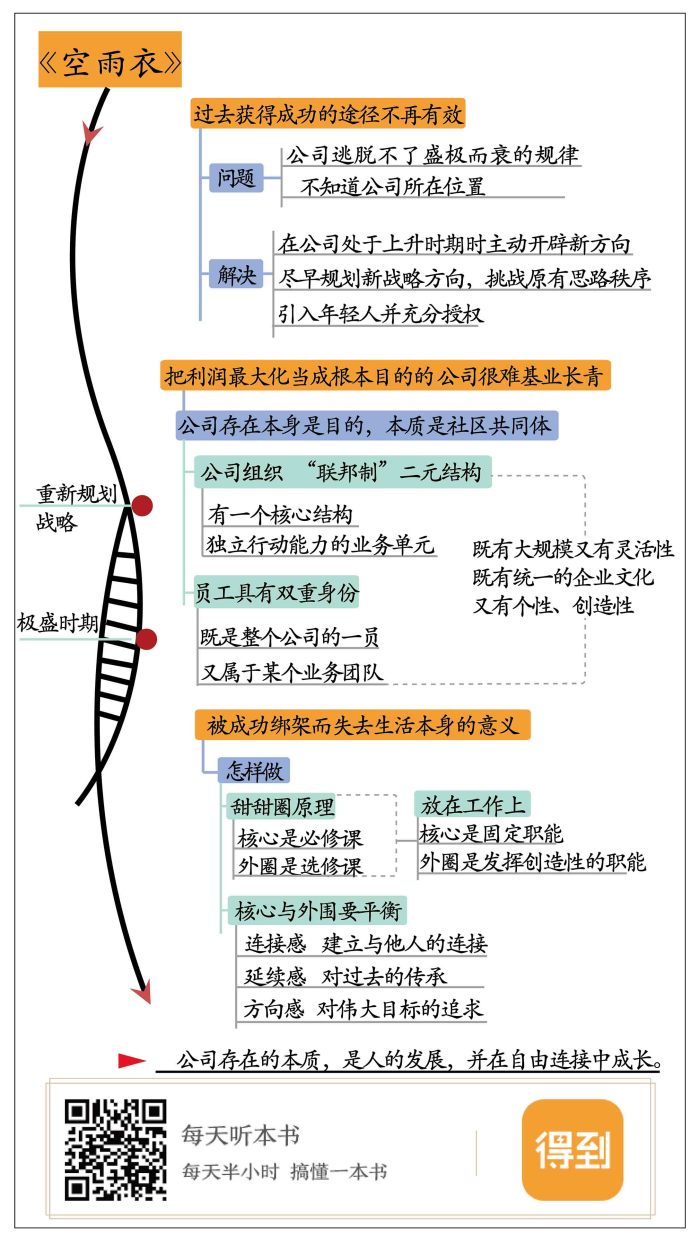 《空雨衣》
过去获得成功的途径不再有效
问题
公司逃脱不了盛极而衰的规律
不知道公司所在位置
解决
在公司处于上升时期时主动开辟新方向
尽早规划新战略方向，挑战原有思路秩序
引入年轻人并充分授权
把利润最大化当成根本目的的公司很难基业长青
公司存在本身是目的，本质是社区共同体
公司组织 “联邦制”二元结构
有一个核心结构
独立行动能力的业务单元
员工具有双重身份
既是整个公司的一员
又属于某个业务团队
既有大规模又有灵活性
既有统一的企业文化
又有个性、创造性
重新规划
战略
极盛时期
被成功绑架而失去生活本身的意义
怎样做
甜甜圈原理
核心是必修课
外圈是选修课
放在工作上
核心是固定职能
外圈是发挥创造性的职能
核心与外围要平衡
连接感 建立与他人的连接
延续感 对过去的传承
方向感 对伟大目标的追求
公司存在的本质，是人的发展，并在自由连接中成长。
每天听本书
每天半小时 搞懂一本书
得到